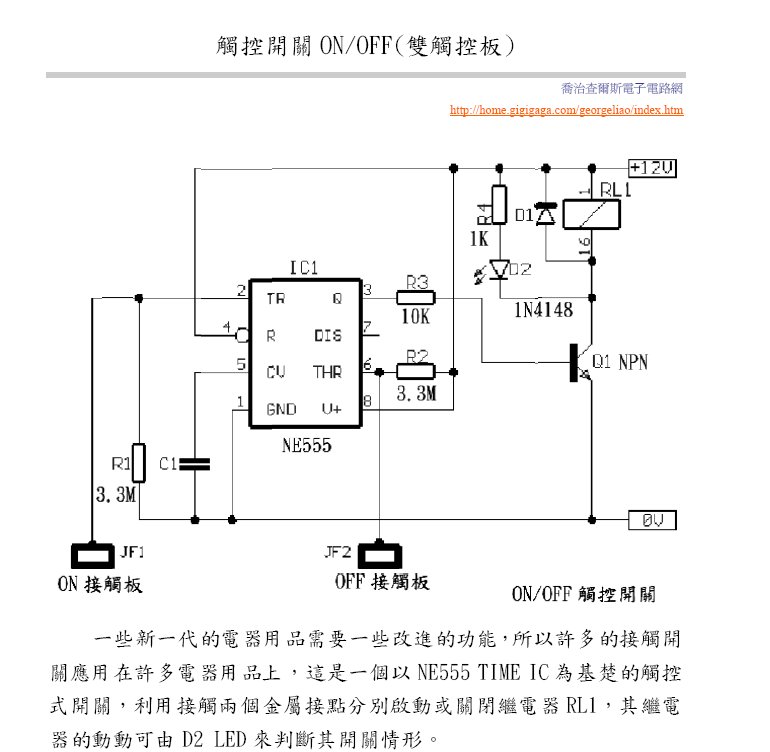 觸控開關 ON/OFF(雙觸控板)
喬治查爾斯電子電路網
http://home.gigigaga.com/georgeliao/index.htm
+12V
1
RL1
R4
D1
1K
16
IC1
D2
2
TR
Q
3
R3
1N4148
10K
4
R
DIS
7
5
CV
THR
6
R2
Q1 NPN
3.3M
1
GND
V+
8
NE555
R1
C1
3.3M
0V
JF1
JF2
ON 接觸板
OFF 接觸板
ON/OFF 觸控開關
一些新一代的電器用品需要一些改進的功能,所以許多的接觸開
關應用在許多電器用品上,這是一個以 NE555 TIME IC 為基楚的觸控
式開關,利用接觸兩個金屬接點分別啟動或關閉繼電器 RL1,其繼電
器的動動可由 D2 LED 來判斷其開關情形。